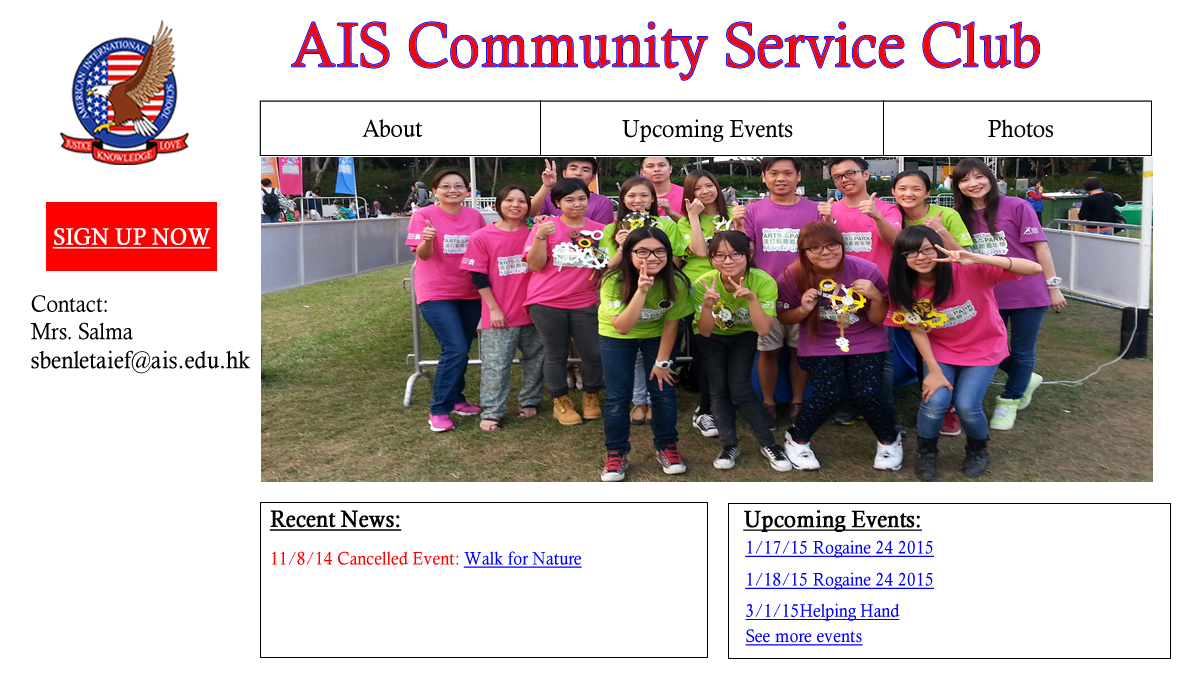 AIS Community Service Club
AMERICAN INTERNATIONAL SCHOOL
JUSTICE KNOWLEDGE LOVE
About
Upcoming Events
Photos
SIGN UP NOW
Contact:
Mrs. Salma
sbenletaief@ais.edu.hk
Recent News:
11/8/14 Cancelled Event: Walk for Nature
Upcoming Events:
1/17/15 Rogaine 24 2015
1/18/15 Rogaine 24 2015
3/1/15Helping Hand
See more events